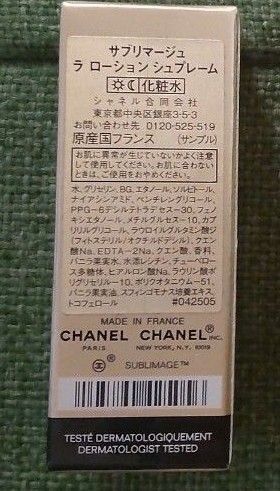 サプリマージュ
ラ ローション シュプレーム
化粧水
シャネル合同会社
東京都中央区銀座3-5-3
お問い合わせ先 0120-525-519
原産国フランス (サンプル)
お肌に異常が生じていないかよく注意
して使用してください。お肌に合わない
ときは、ご使用をおやめください。
水、グリセリン、BG、エタノール、ソルビトール、
ナイアシンアミド、ペンチレングリコール、
PPG-6デシルテトラデセス-30、フェノ
キシエタノール、メチルグルセス-10、カプ
リリルグリコール、ラウロイルグルタミン酸ジ
(フィトステリル/オクチルドデシル)、クエン
酸Na、EDTA-2Na、クエン酸、香料、
バニラ果実水、水添レシチン、チューベロー
ス多糖体、ヒアルロン酸Na、ラウリン酸ポ
リグリセリル-10、ポリクオタニウム-51、
バニラ果実油、スフィンゴモナス培養エキス、
トコフェロール #042505
MADE IN FRANCE
CHANEL CHANEL® INC.
PARIS NEW YORK, N.Y. 10019
SUBLIMAGE™
TESTÉ DERMATOLOGIQUEMENT
DERMATOLOGIST TESTED